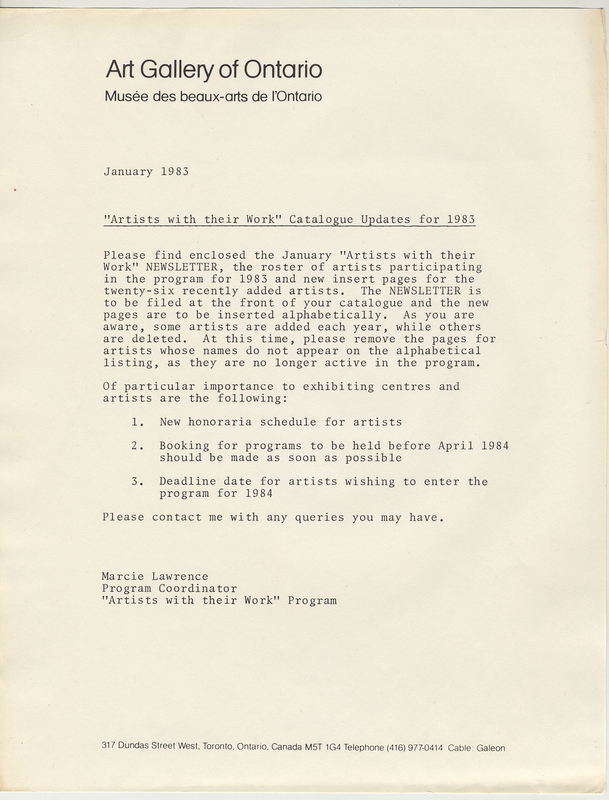 Art Gallery of Ontario
Musée des beaux-arts de l'Ontario
January 1983
"Artists with their Work" Catalogue Updates for 1983
Please find enclosed the January "Artists with their
Work" NEWSLETTER, the roster of artists participating
in the program for 1983 and new insert pages for the
twenty-six recently added artists.  The NEWSLETTER is
to be filed at the front of your catalogue and the new
pages are to be inserted alphabetically.  As you are
aware, some artists are added each year, while others
are deleted.  At this time, please remove the pages for
artists whose names do not appear on the alphabetical
listing, as they are no longer active in the program.
Of particular importance to exhibiting centres and
artists are the following:
1.  New honoraria schedule for artists
2.  Booking for programs to be held before April 1984
should be made as soon as possible
3.  Deadline date for artists wishing to enter the
program for 1984
Please contact me with any queries you may have.
Marcie Lawrence
Program Coordinator
"Artists with their Work" Program
317 Dundas Street West, Toronto, Ontario, Canada M5T 1G4 Telephone (416) 977-0414  Cable: Galeon